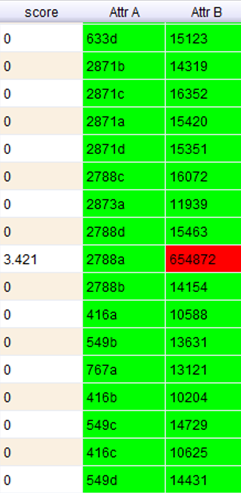 score Attr A Attr B
0 633d 15123
0 2871b 14319
0 2871c 16352
0 2871a 15420
0 2871d 15351
0 2788c 16072
0 2873a 11939
0 2788d 15463
3.421 2788a 654872
0 2788b 14154
0 416a 10588
0 549b 13631
0 767a 13121
0 416b 10204
0 549c 14729
0 416c 10625
0 549d 14431